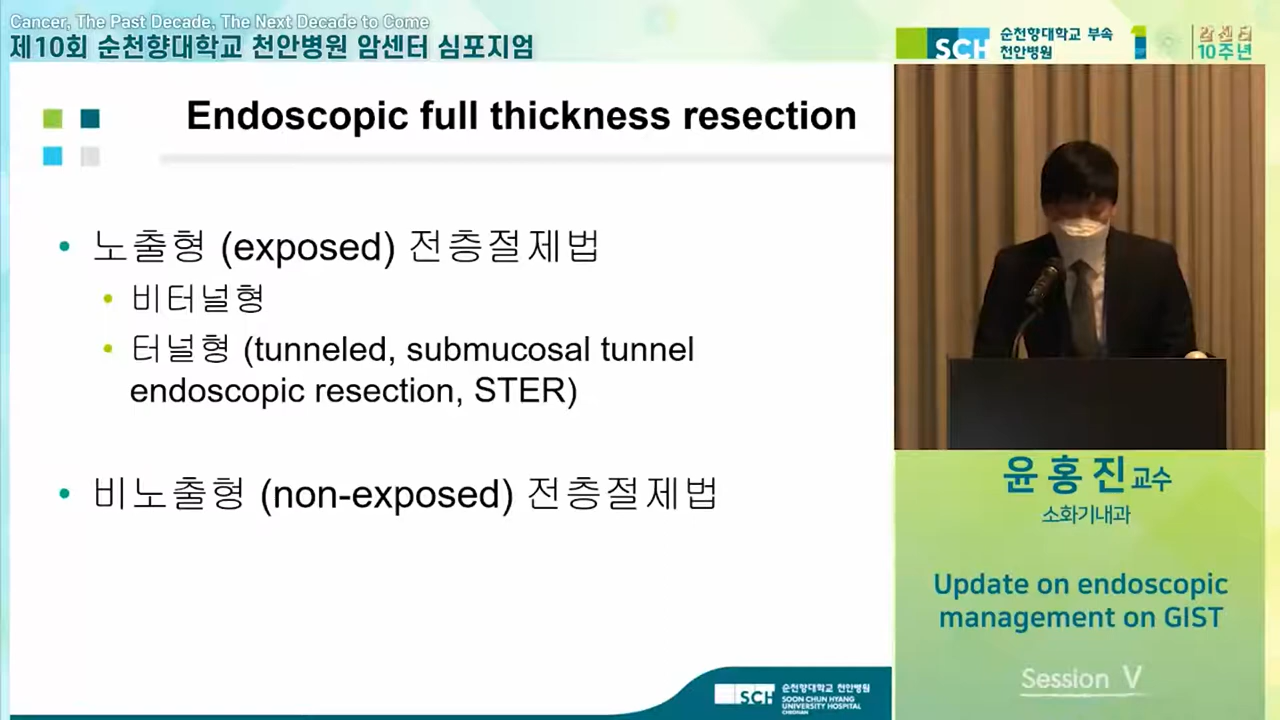 Cancer, The Past Decade, The Next Decade to Come
제10회 순천향대학교 천안병원 암센터 심포지엄
SCH 순천향대학교 부속
천안병원
암센터
10주년
Endoscopic full thickness resection
• 노출형 (exposed) 전층절제법
• 비터널형
• 터널형 (tunneled, submucosal tunnel
endoscopic resection, STER)
• 비노출형 (non-exposed) 전층절제법
윤홍진 교수
소화기내과
Update on endoscopic
management on GIST
Session V
SCH 순천향대학교 천안병원
SOON CHUN HYANG
UNIVERSITY HOSPITAL
CHEONAN